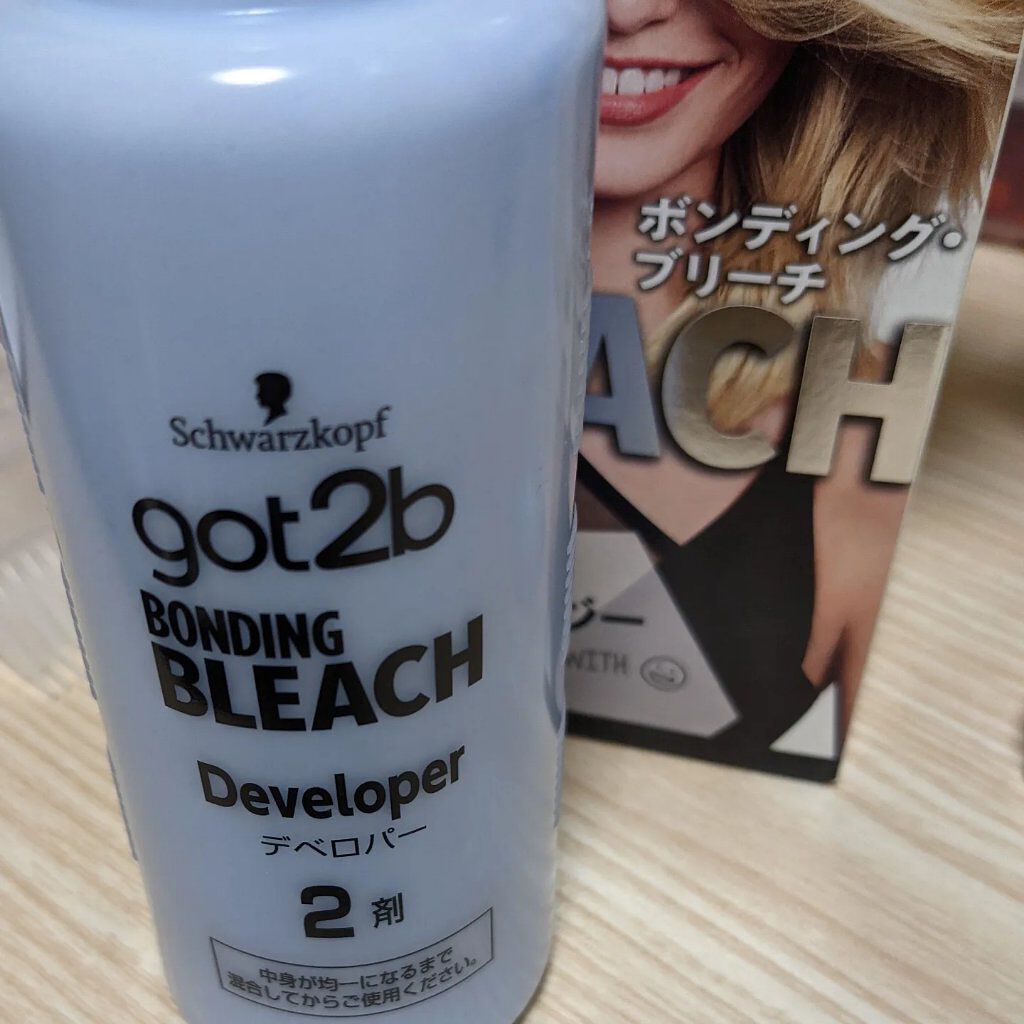 Schwarzkopf
got2b
BONDING
BLEACH
Developer
デベロパー
2剤
中身が均一になるまで
混合してからご使用ください。
ボンディング・
ブリーチ
EACH
ジー
WITH